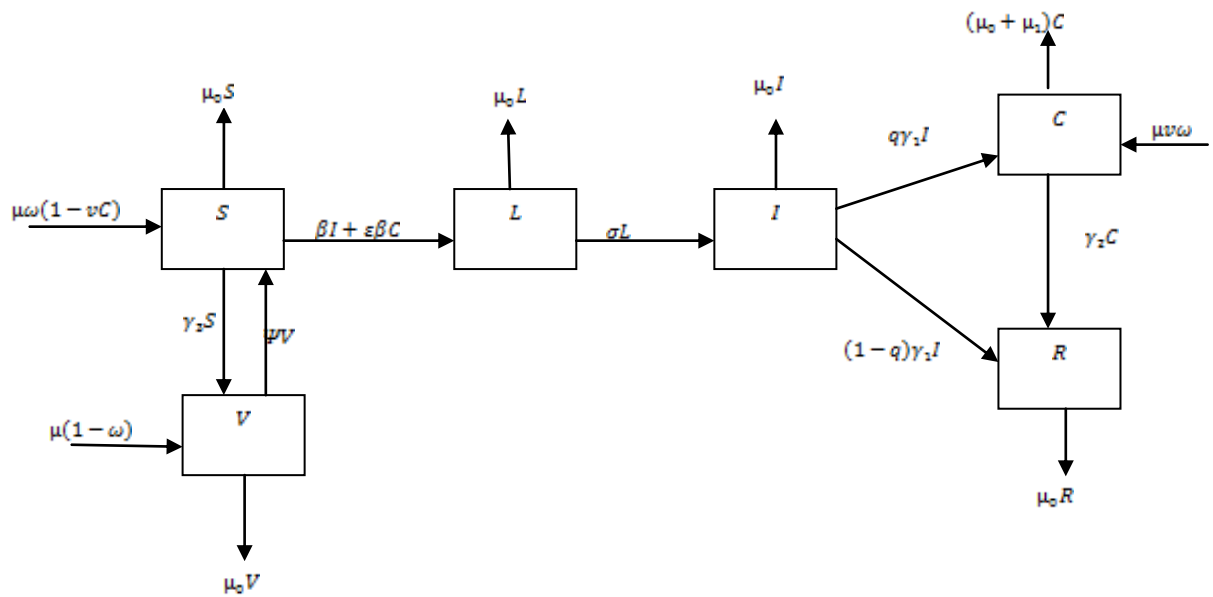 (μ₀ + μ₁)C
μ₀S
μ₀L
μ₀I
C
qγ₁I
μνω
μω(1 − νC)
S
L
I
βI + εβC
σL
γ₂C
γ₂S
ΨV
(1 − q)γ₁I
R
V
μ(1 − ω)
μ₀R
μ₀V